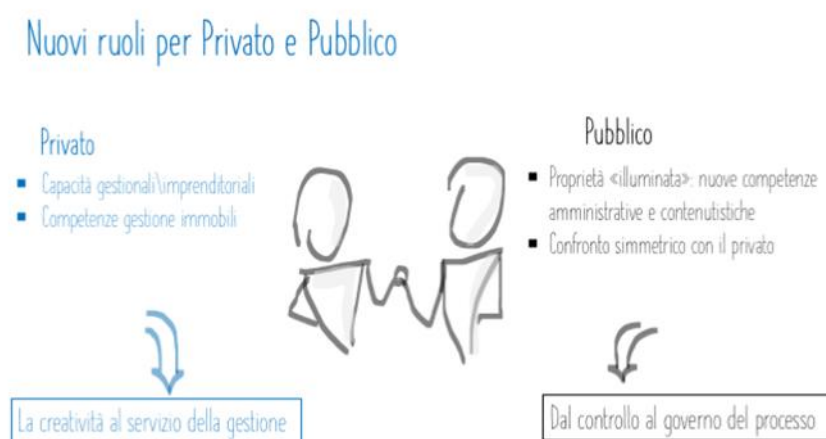 Nuovi ruoli per Privato e Pubblico
Privato
▪ Capacità gestionali\imprenditoriali
▪ Competenze gestione immobili
La creatività al servizio della gestione
Pubblico
▪ Proprietà «illuminata»: nuove competenze
amministrative e contenutistiche
▪ Confronto simmetrico con il privato
Dal controllo al governo del processo